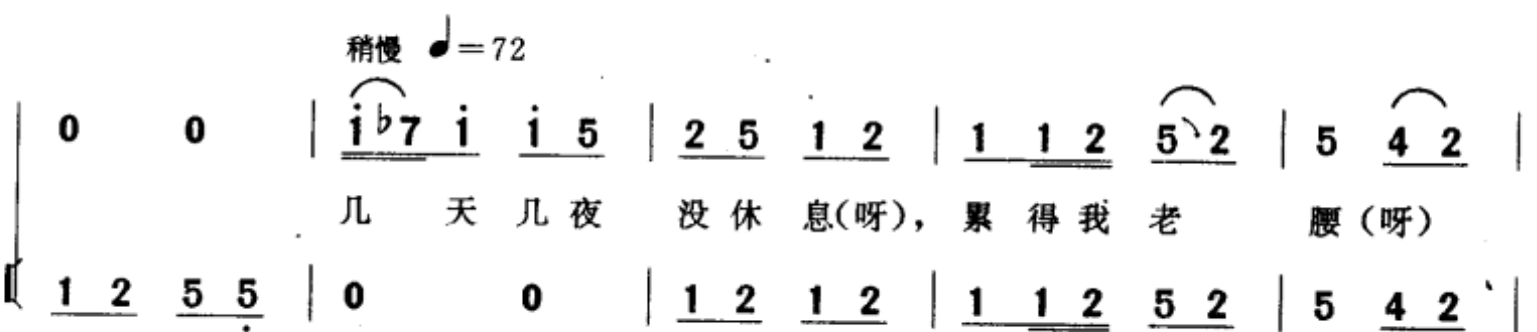 稍慢 ♩=72
0 0 | i ♭7 i i 5 | 2 5 1 2 | 1 1 2 5 2 | 5 4 2 |
几 天 几 夜 没 休 息(呀), 累 得 我 老 腰 (呀)
1 2 5 5 | 0 0 | 1 2 1 2 | 1 1 2 5 2 | 5 4 2 |